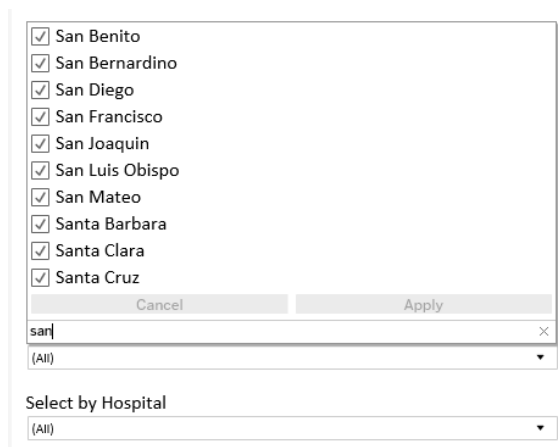 San Benito
San Bernardino
San Diego
San Francisco
San Joaquin
San Luis Obispo
San Mateo
Santa Barbara
Santa Clara
Santa Cruz
Cancel Apply
san
(All)
Select by Hospital
(All)